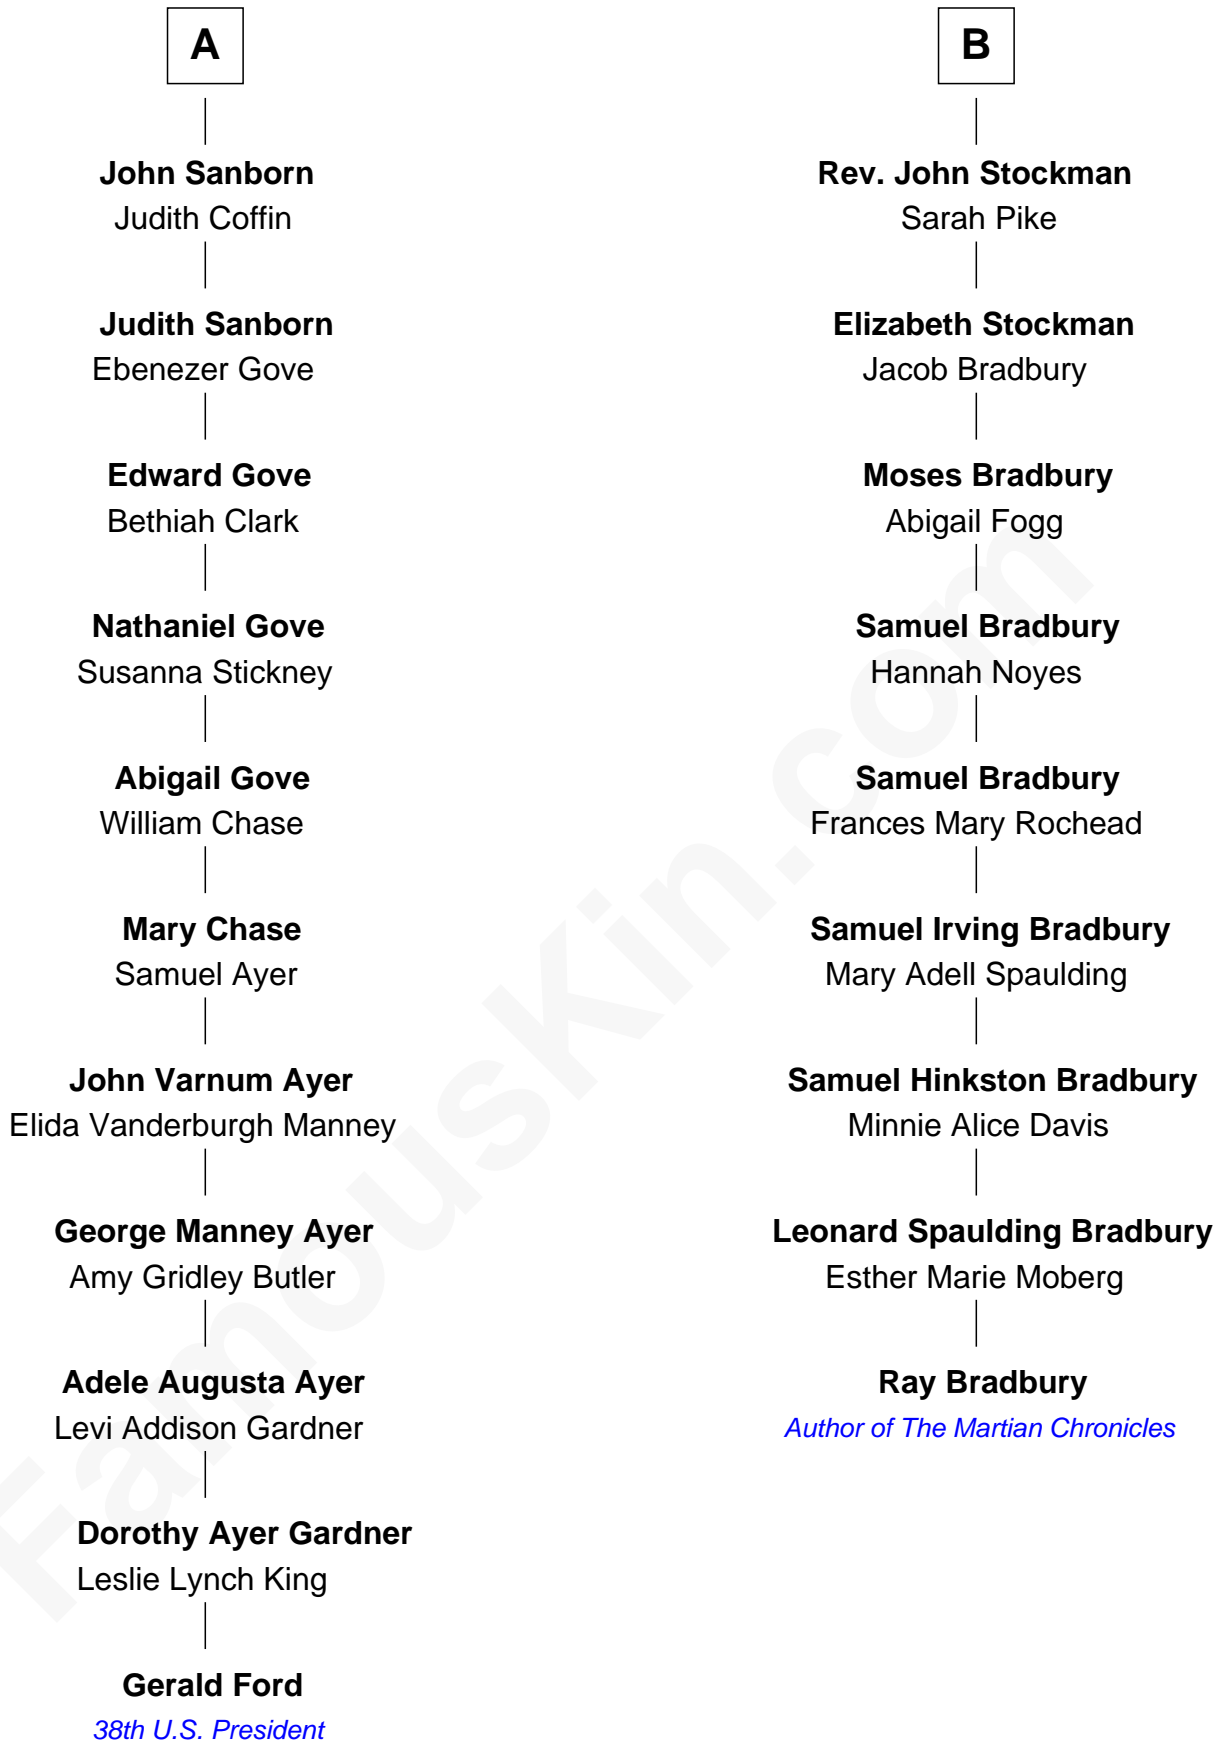 A
John Sanborn
Judith Coffin
Judith Sanborn
Ebenezer Gove
Edward Gove
Bethiah Clark
Nathaniel Gove
Susanna Stickney
Abigail Gove
William Chase
Mary Chase
Samuel Ayer
John Varnum Ayer
Elida Vanderburgh Manney
George Manney Ayer
Amy Gridley Butler
Adele Augusta Ayer
Levi Addison Gardner
Dorothy Ayer Gardner
Leslie Lynch King
Gerald Ford
38th U.S. President
B
Rev. John Stockman
Sarah Pike
Elizabeth Stockman
Jacob Bradbury
Moses Bradbury
Abigail Fogg
Samuel Bradbury
Hannah Noyes
Samuel Bradbury
Frances Mary Rochead
Samuel Irving Bradbury
Mary Adell Spaulding
Samuel Hinkston Bradbury
Minnie Alice Davis
Leonard Spaulding Bradbury
Esther Marie Moberg
Ray Bradbury
Author of The Martian Chronicles
FamousKin.com